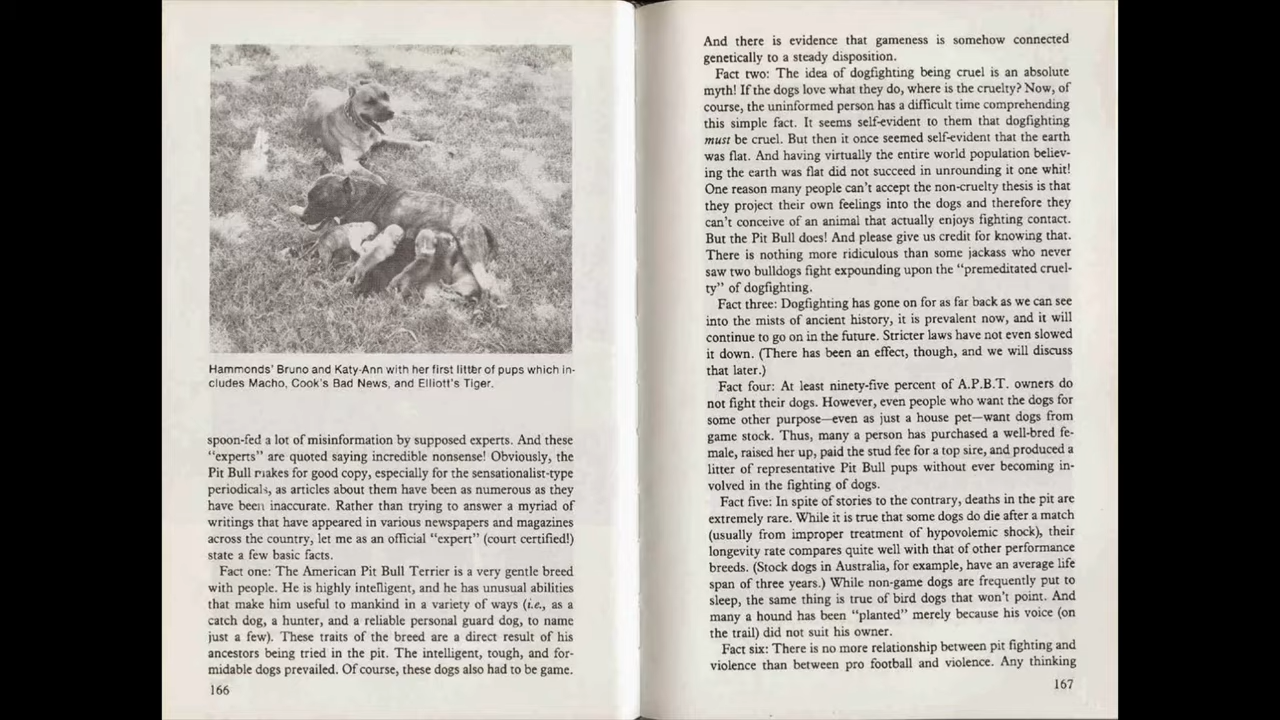 Hammonds' Bruno and Katy-Ann with her first litter of pups which in-
cludes Macho, Cook's Bad News, and Elliott's Tiger.
spoon-fed a lot of misinformation by supposed experts. And these
"experts" are quoted saying incredible nonsense! Obviously, the
Pit Bull makes for good copy, especially for the sensationalist-type
periodicals, as articles about them have been as numerous as they
have been inaccurate. Rather than trying to answer a myriad of
writings that have appeared in various newspapers and magazines
across the country, let me as an official "expert" (court certified!)
state a few basic facts.
Fact one: The American Pit Bull Terrier is a very gentle breed
with people. He is highly intelligent, and he has unusual abilities
that make him useful to mankind in a variety of ways (i.e., as a
catch dog, a hunter, and a reliable personal guard dog, to name
just a few). These traits of the breed are a direct result of his
ancestors being tried in the pit. The intelligent, tough, and for-
midable dogs prevailed. Of course, these dogs also had to be game.
166
And there is evidence that gameness is somehow connected
genetically to a steady disposition.
Fact two: The idea of dogfighting being cruel is an absolute
myth! If the dogs love what they do, where is the cruelty? Now, of
course, the uninformed person has a difficult time comprehending
this simple fact. It seems self-evident to them that dogfighting
must be cruel. But then it once seemed self-evident that the earth
was flat. And having virtually the entire world population believ-
ing the earth was flat did not succeed in unrounding it one whit!
One reason many people can't accept the non-cruelty thesis is that
they project their own feelings into the dogs and therefore they
can't conceive of an animal that actually enjoys fighting contact.
But the Pit Bull does! And please give us credit for knowing that.
There is nothing more ridiculous than some jackass who never
saw two bulldogs fight expounding upon the "premeditated cruel-
ty" of dogfighting.
Fact three: Dogfighting has gone on for as far back as we can see
into the mists of ancient history, it is prevalent now, and it will
continue to go on in the future. Stricter laws have not even slowed
it down. (There has been an effect, though, and we will discuss
that later.)
Fact four: At least ninety-five percent of A.P.B.T. owners do
not fight their dogs. However, even people who want the dogs for
some other purpose—even as just a house pet—want dogs from
game stock. Thus, many a person has purchased a well-bred fe-
male, raised her up, paid the stud fee for a top sire, and produced a
litter of representative Pit Bull pups without ever becoming in-
volved in the fighting of dogs.
Fact five: In spite of stories to the contrary, deaths in the pit are
extremely rare. While it is true that some dogs do die after a match
(usually from improper treatment of hypovolemic shock), their
longevity rate compares quite well with that of other performance
breeds. (Stock dogs in Australia, for example, have an average life
span of three years.) While non-game dogs are frequently put to
sleep, the same thing is true of bird dogs that won't point. And
many a hound has been "planted" merely because his voice (on
the trail) did not suit his owner.
Fact six: There is no more relationship between pit fighting and
violence than between pro football and violence. Any thinking
167